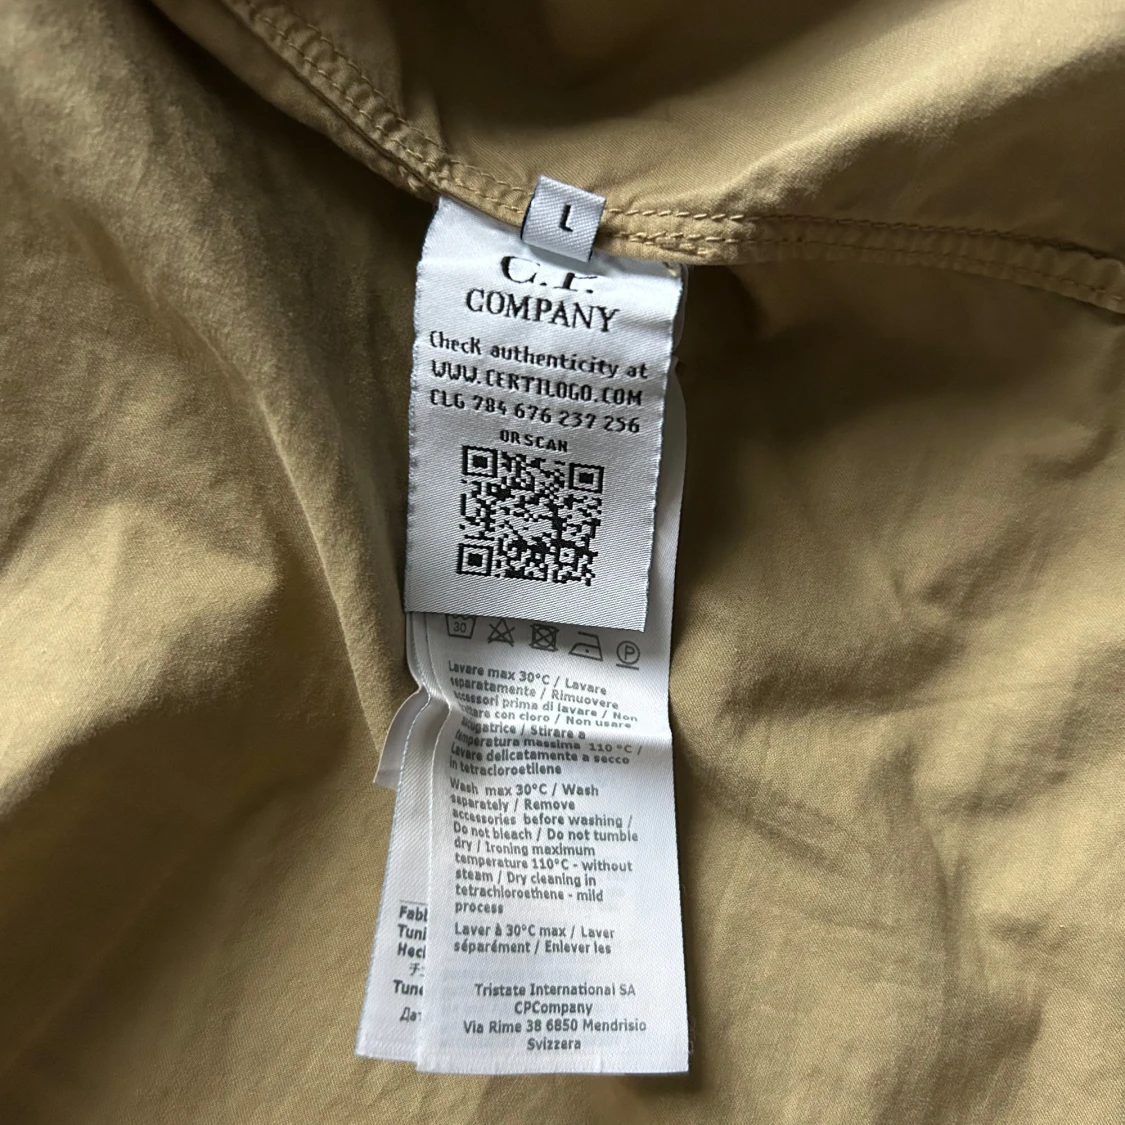 L
C.P.
COMPANY
Check authenticity at
WWW.CERTILOGO.COM
CLG 784 676 237 256
OR SCAN
30
P
Lavare max 30°C / Lavare
separatamente / Rimuovere
accessori prima di lavare / Non
con cloro / Non usare
/ Stirare a
temperatura massima 110 °C /
Lavare delicatamente a secco
in tetracloroetilene
Wash max 30°C / Wash
separately / Remove
accessories before washing /
Do not bleach / Do not tumble
dry / Ironing maximum
temperature 110°C - without
steam / Dry cleaning in
tetrachloroethene - mild
process
Laver à 30°C max / Laver
séparément / Enlever les
Tristate International SA
CPCompany
Via Rime 38 6850 Mendrisio
Svizzera